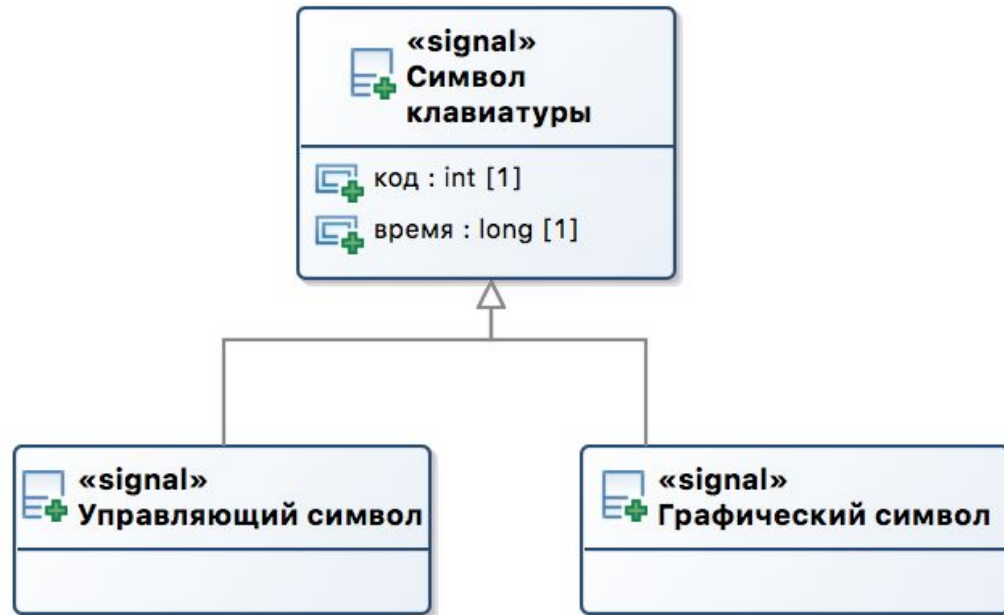 «signal»
Символ
клавиатуры
код : int [1]
время : long [1]
«signal»
Управляющий символ
«signal»
Графический символ